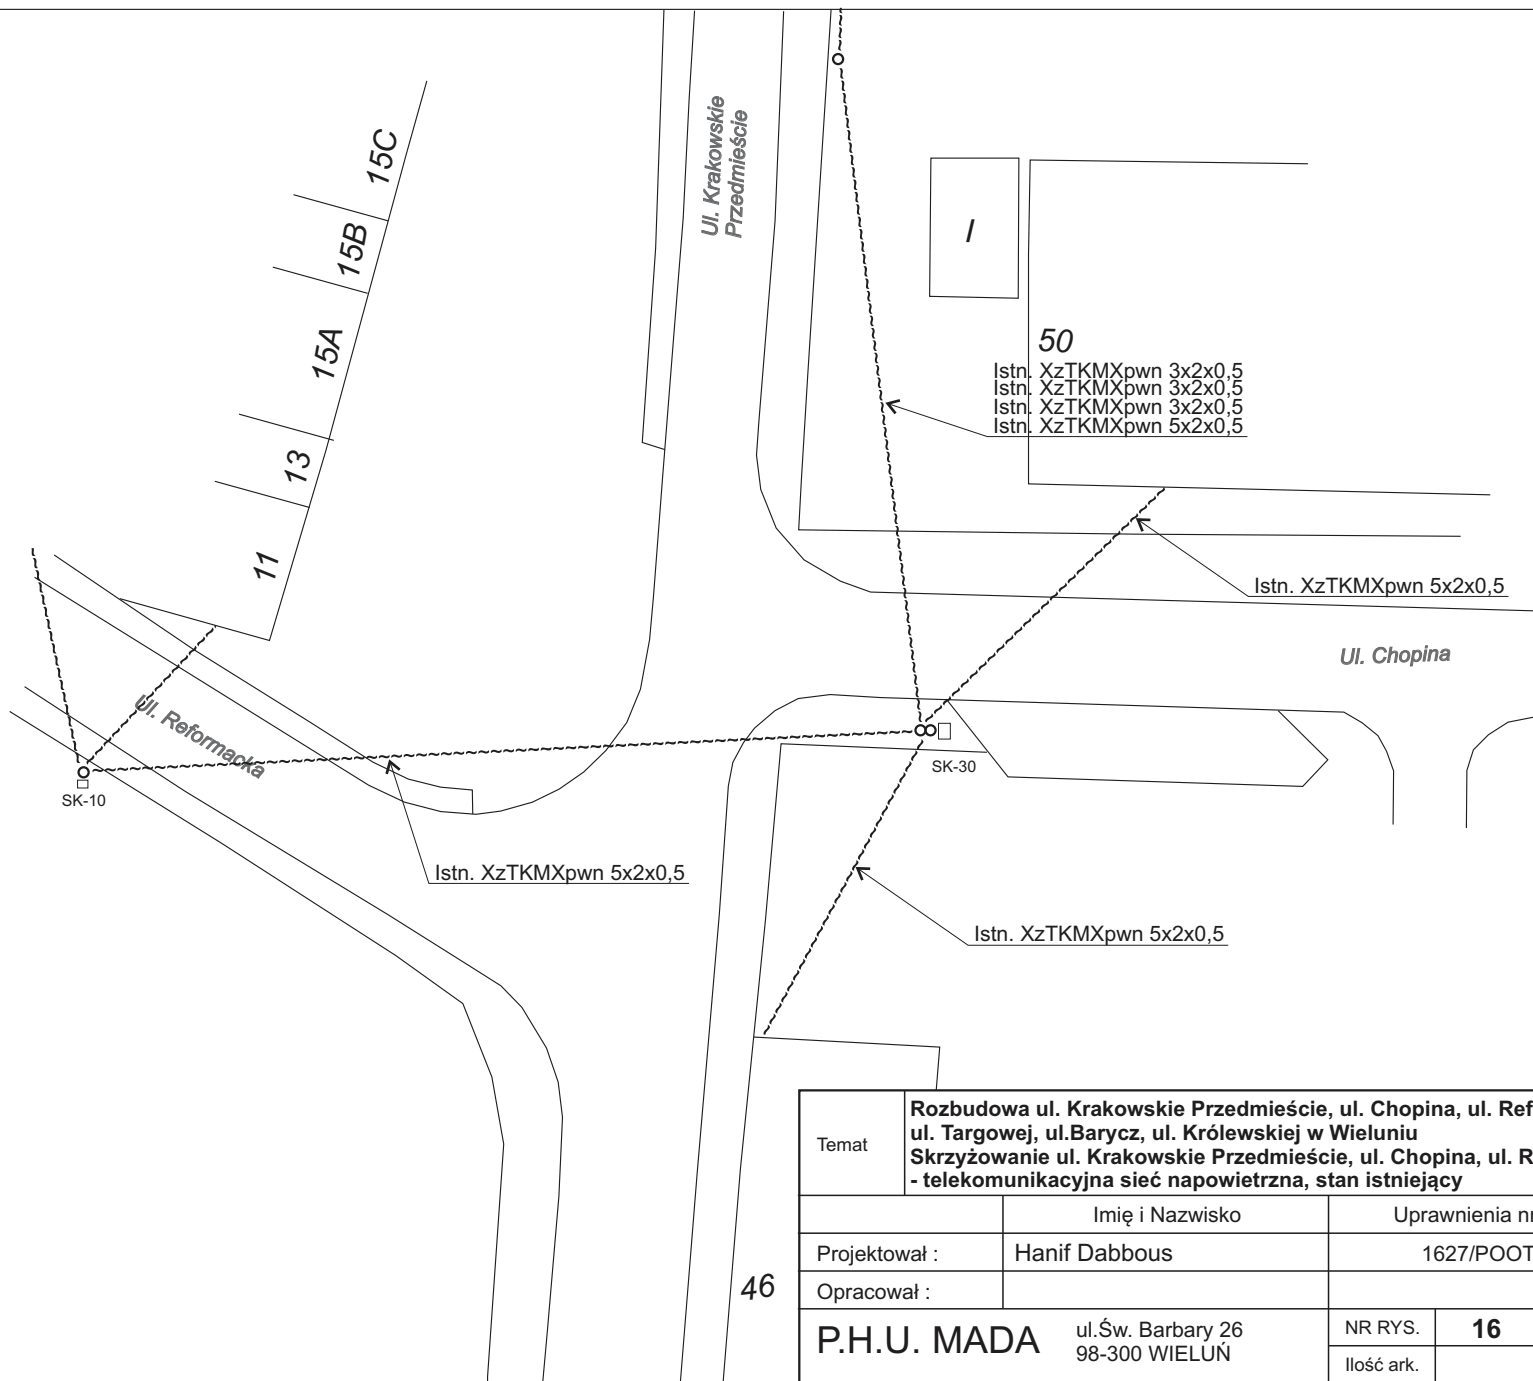 15C
15B
15A
13
11
Ul. Krakowskie
Przedmieście
I
50
Istn. XzTKMXpwn 3x2x0,5
Istn. XzTKMXpwn 3x2x0,5
Istn. XzTKMXpwn 3x2x0,5
Istn. XzTKMXpwn 5x2x0,5
Istn. XzTKMXpwn 5x2x0,5
Ul. Chopina
Ul. Reformacka
SK-10
SK-30
Istn. XzTKMXpwn 5x2x0,5
Istn. XzTKMXpwn 5x2x0,5
46
Temat
Rozbudowa ul. Krakowskie Przedmieście, ul. Chopina, ul. Ref
ul. Targowej, ul.Barycz, ul. Królewskiej w Wieluniu
Skrzyżowanie ul. Krakowskie Przedmieście, ul. Chopina, ul. R
- telekomunikacyjna sieć napowietrzna, stan istniejący
Imię i Nazwisko
Uprawnienia nr
Projektował :
Hanif Dabbous
1627/POOT
Opracował :
P.H.U. MADA
ul.Św. Barbary 26
98-300 WIELUŃ
NR RYS.
16
Ilość ark.